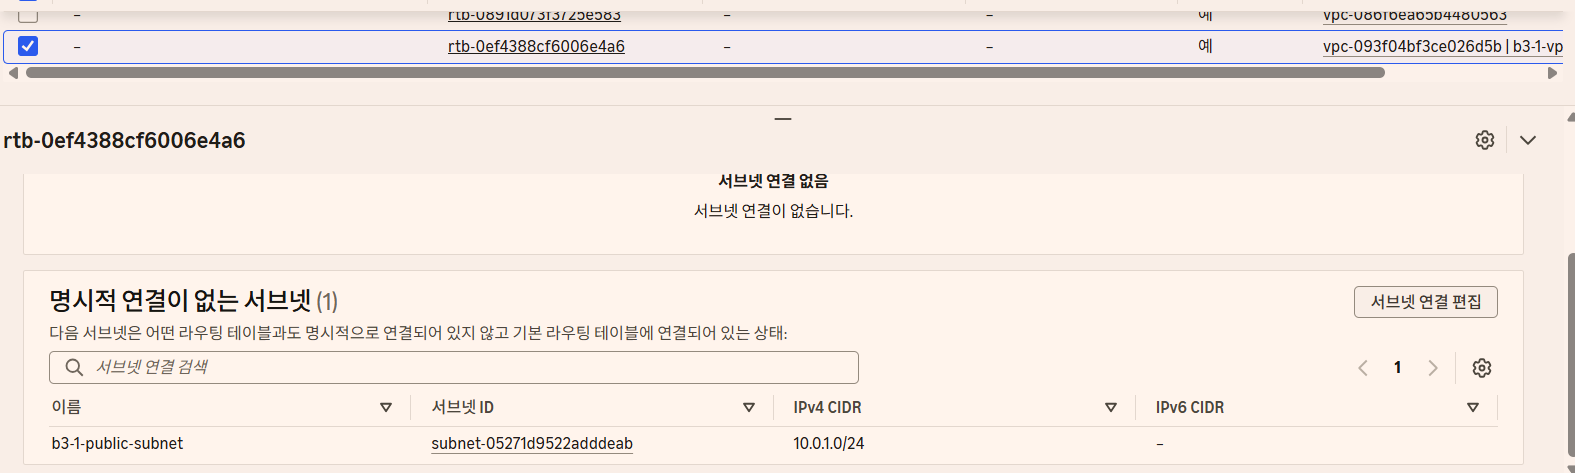 – rtb-0891d073f3725e583 – – 예 vpc-086f6ea65b4480563
– rtb-0ef4388cf6006e4a6 – – 예 vpc-093f04bf3ce026d5b | b3-1-vp
rtb-0ef4388cf6006e4a6
서브넷 연결 없음
서브넷 연결이 없습니다.
명시적 연결이 없는 서브넷 (1)
서브넷 연결 편집
다음 서브넷은 어떤 라우팅 테이블과도 명시적으로 연결되어 있지 않고 기본 라우팅 테이블에 연결되어 있는 상태:
서브넷 연결 검색
1
이름 서브넷 ID IPv4 CIDR IPv6 CIDR
b3-1-public-subnet subnet-05271d9522adddeab 10.0.1.0/24 –